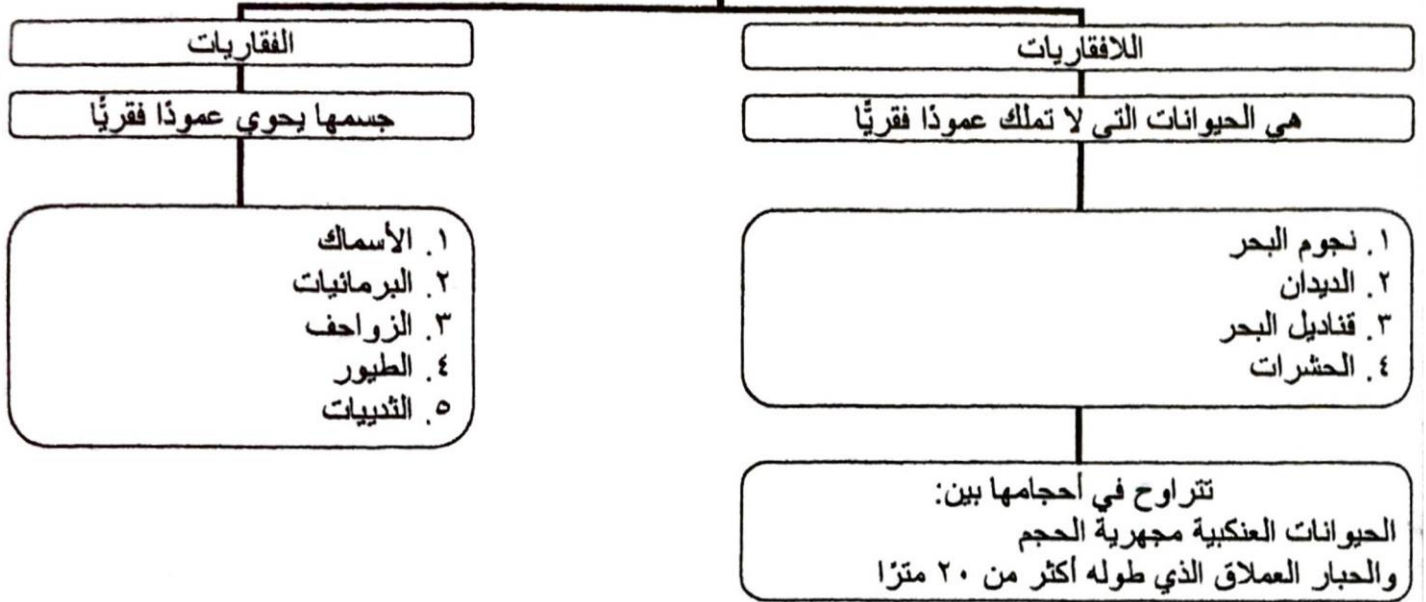 اللافقاريات
هي الحيوانات التي لا تملك عمودًا فقريًّا
١. نجوم البحر
٢. الديدان
٣. قناديل البحر
٤. الحشرات
تتراوح في أحجامها بين:
الحيوانات العنكبية مجهرية الحجم
والحبار العملاق الذي طوله أكثر من ٢٠ مترًا
الفقاريات
جسمها يحوي عمودًا فقريًّا
١. الأسماك
٢. البرمائيات
٣. الزواحف
٤. الطيور
٥. الثدييات